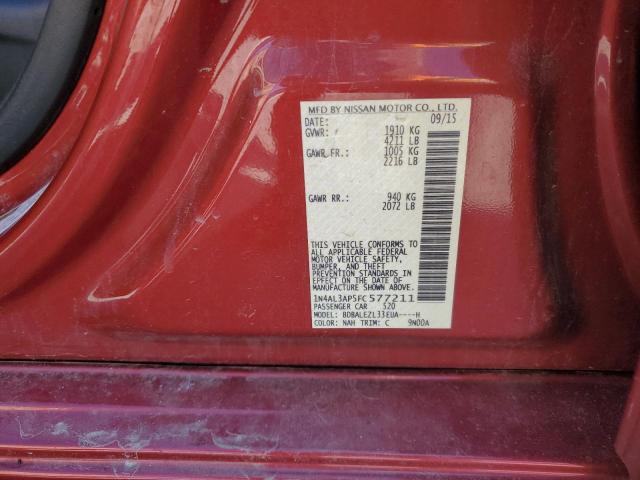 MFD BY NISSAN MOTOR CO., LTD.
DATE: 09/15
GVWR: 1910 KG
4211 LB
GAWR FR.: 1005 KG
2216 LB
GAWR RR.: 940 KG
2072 LB
THIS VEHICLE CONFORMS TO
ALL APPLICABLE FEDERAL
MOTOR VEHICLE SAFETY,
BUMPER, AND THEFT
PREVENTION STANDARDS IN
EFFECT ON THE DATE OF
MANUFACTURE SHOWN ABOVE.
1N4AL3AP5FC577211
PASSENGER CAR 520
MODEL: BDBALEZL33EUA----H
COLOR: NAH TRIM: C 9N00A